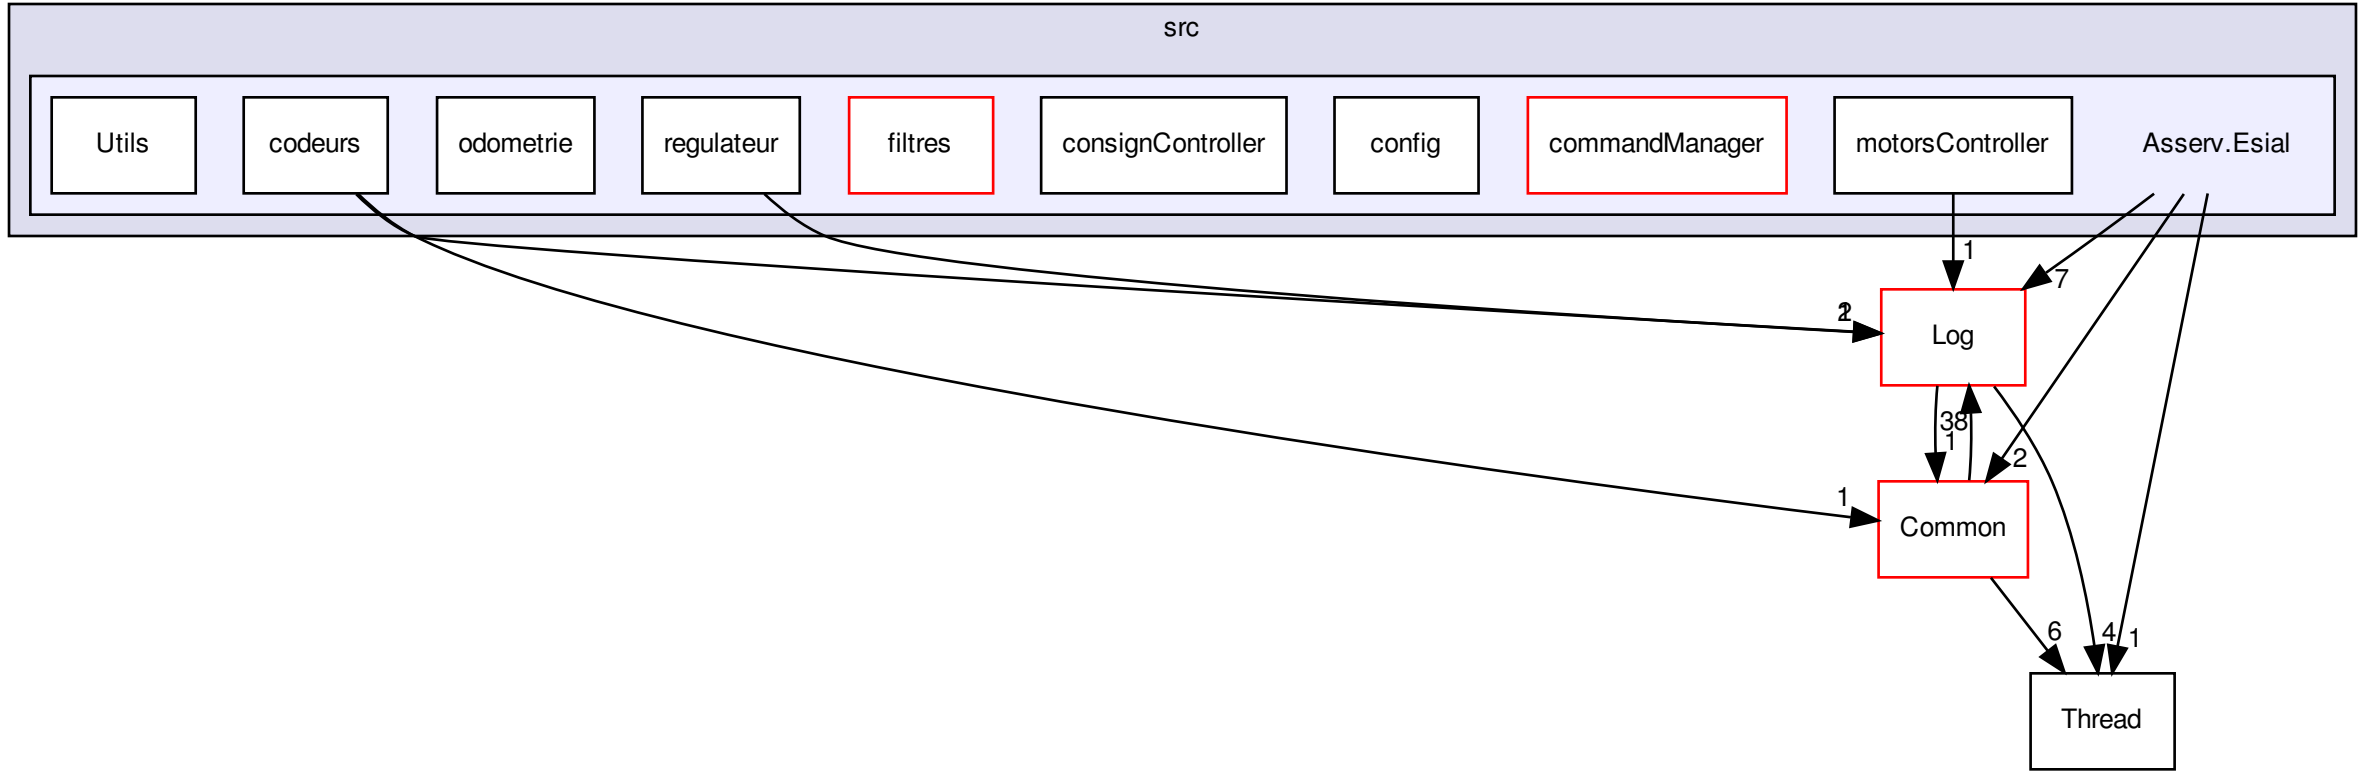 src
Utils
codeurs
odometrie
regulateur
filtres
consignController
config
commandManager
motorsController
Asserv.Esial
1
7
Log
38
1
2
1
Common
6
4
1
Thread